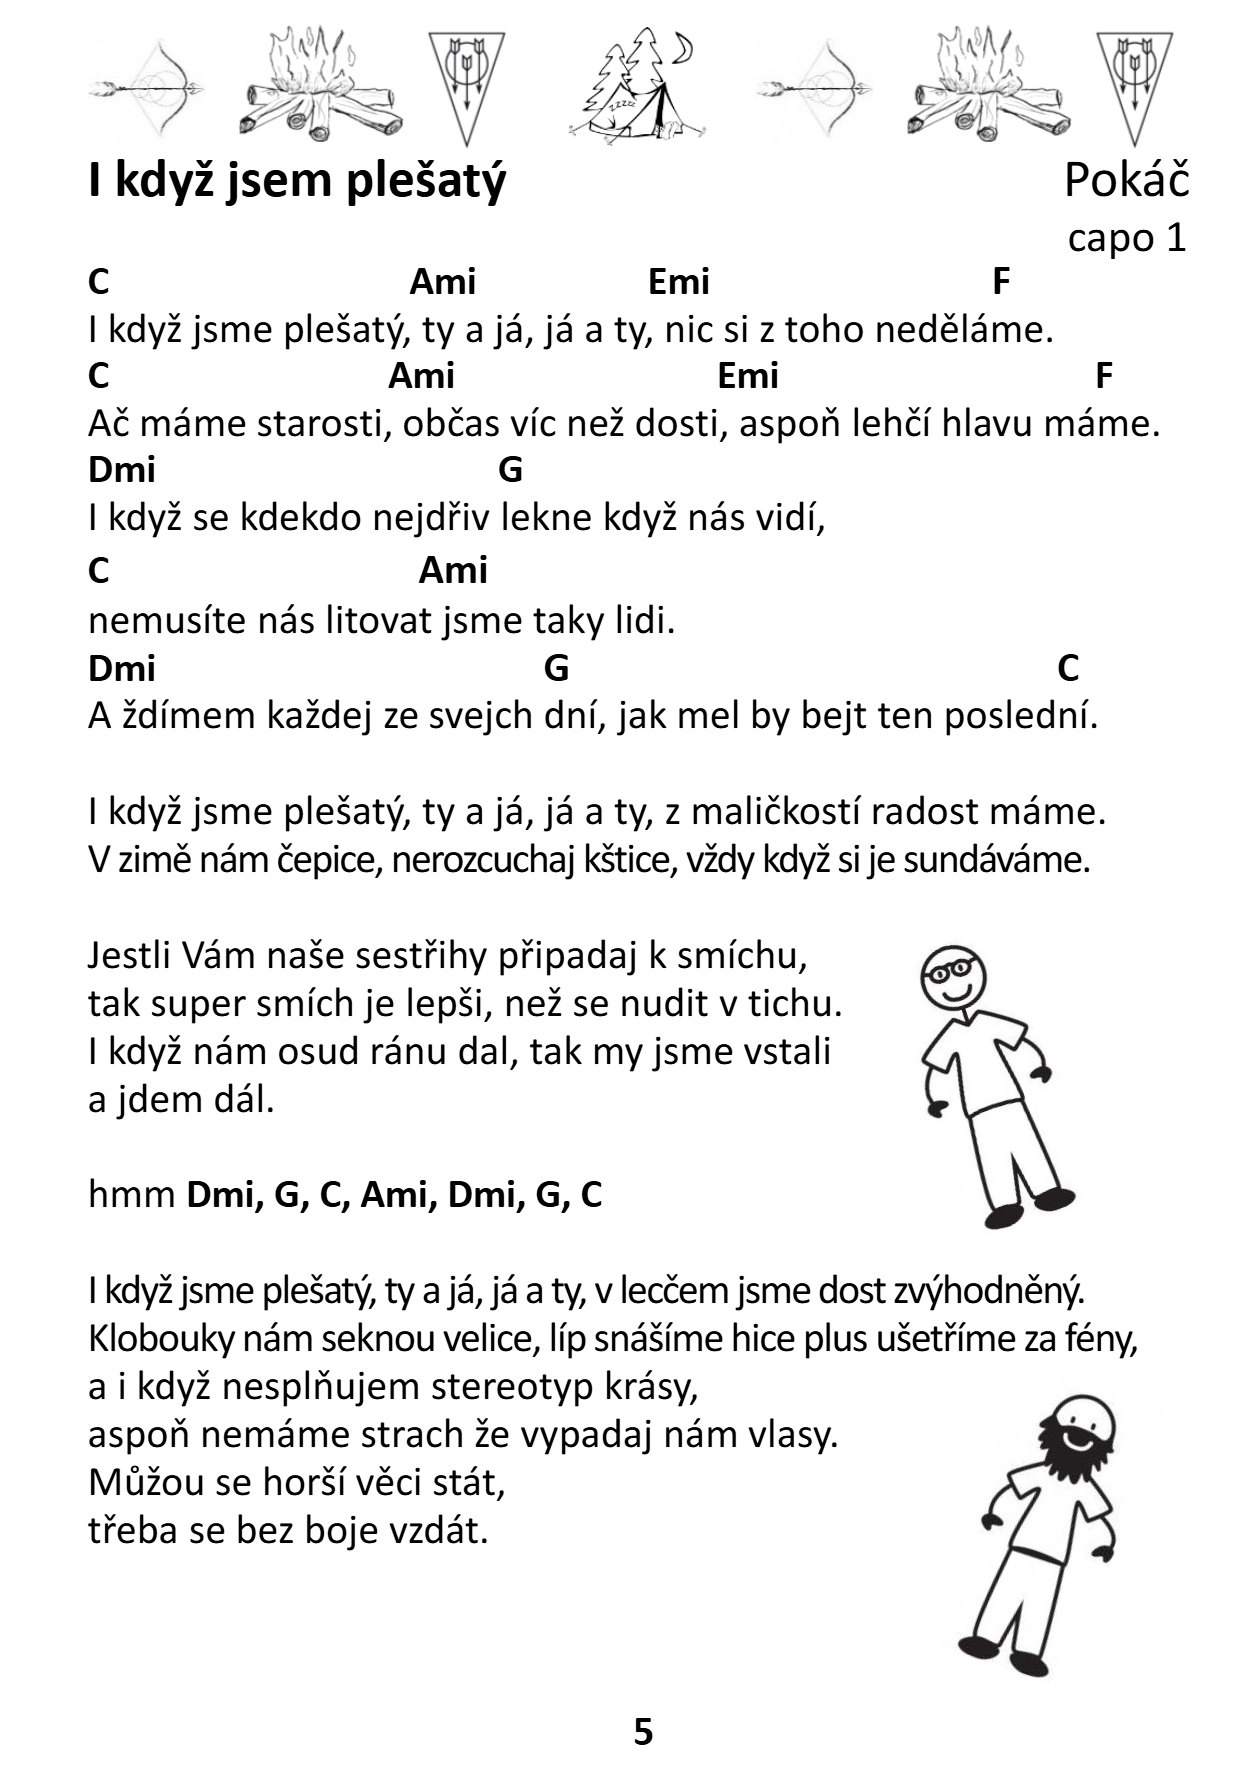 zzzzz
I když jsem plešatý Pokáč
capo 1
C Ami Emi F
I když jsme plešatý, ty a já, já a ty, nic si z toho neděláme.
C Ami Emi F
Ač máme starosti, občas víc než dosti, aspoň lehčí hlavu máme.
Dmi G
I když se kdekdo nejdřiv lekne když nás vidí,
C Ami
nemusíte nás litovat jsme taky lidi.
Dmi G C
A ždímem každej ze svejch dní, jak mel by bejt ten poslední.
I když jsme plešatý, ty a já, já a ty, z maličkostí radost máme.
V zimě nám čepice, nerozcuchaj kštice, vždy když si je sundáváme.
Jestli Vám naše sestřihy připadaj k smíchu,
tak super smích je lepši, než se nudit v tichu.
I když nám osud ránu dal, tak my jsme vstali
a jdem dál.
hmm Dmi, G, C, Ami, Dmi, G, C
I když jsme plešatý, ty a já, já a ty, v lecčem jsme dost zvýhodněný.
Klobouky nám seknou velice, líp snášíme hice plus ušetříme za fény,
a i když nesplňujem stereotyp krásy,
aspoň nemáme strach že vypadaj nám vlasy.
Můžou se horší věci stát,
třeba se bez boje vzdát.
5